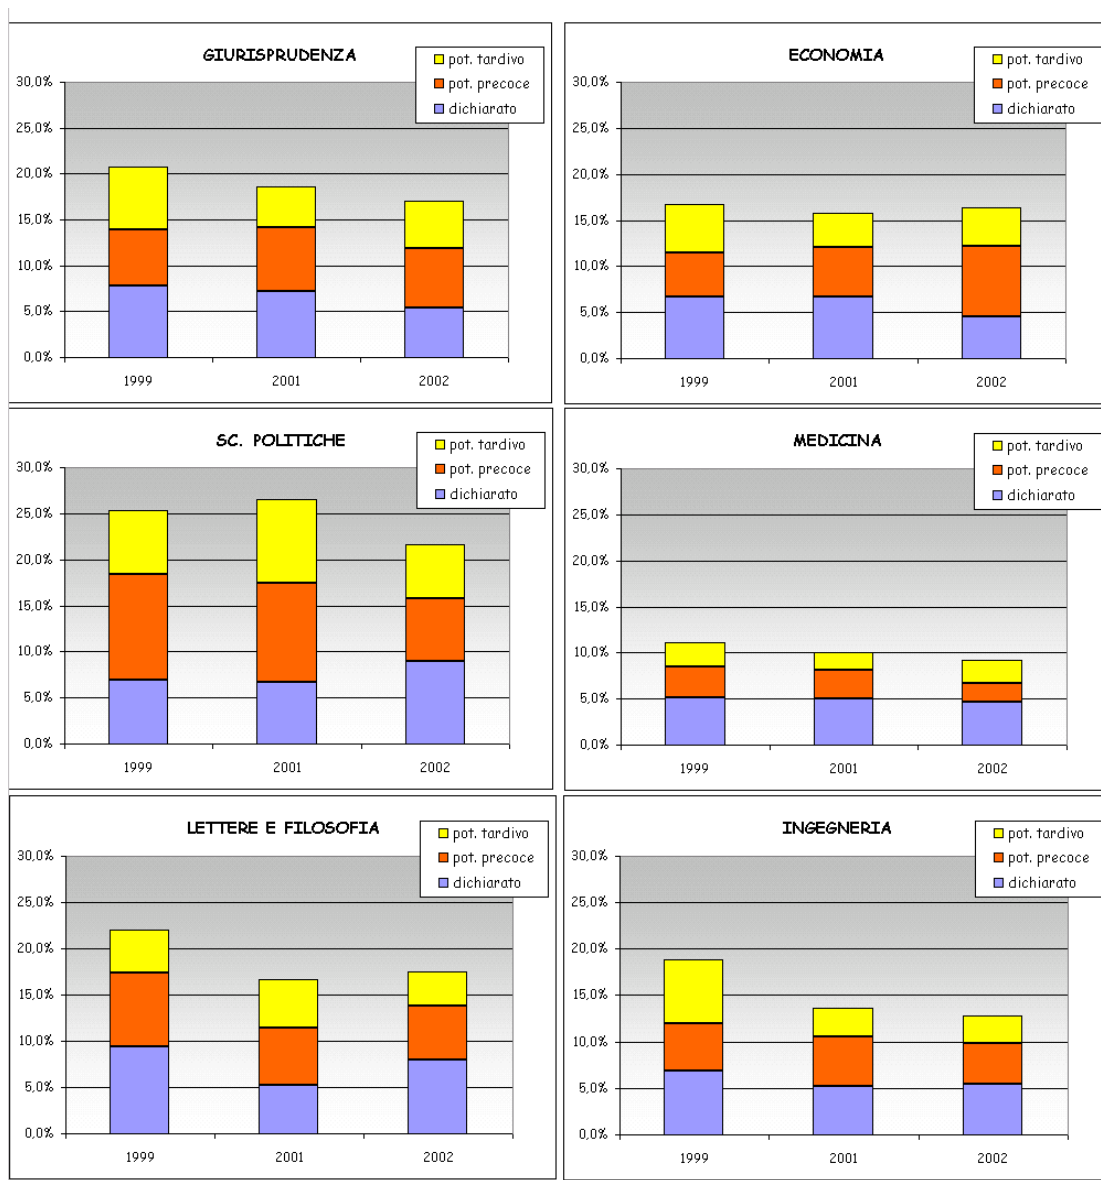 GIURISPRUDENZA
pot. tardivo
pot. precoce
dichiarato
30,0%
25,0%
20,0%
15,0%
10,0%
5,0%
0,0%
1999 2001 2002
ECONOMIA
pot. tardivo
pot. precoce
dichiarato
30,0%
25,0%
20,0%
15,0%
10,0%
5,0%
0,0%
1999 2001 2002
SC. POLITICHE
pot. tardivo
pot. precoce
dichiarato
30,0%
25,0%
20,0%
15,0%
10,0%
5,0%
0,0%
1999 2001 2002
MEDICINA
pot. tardivo
pot. precoce
dichiarato
30,0%
25,0%
20,0%
15,0%
10,0%
5,0%
0,0%
1999 2001 2002
LETTERE E FILOSOFIA
pot. tardivo
pot. precoce
dichiarato
30,0%
25,0%
20,0%
15,0%
10,0%
5,0%
0,0%
1999 2001 2002
INGEGNERIA
pot. tardivo
pot. precoce
dichiarato
30,0%
25,0%
20,0%
15,0%
10,0%
5,0%
0,0%
1999 2001 2002